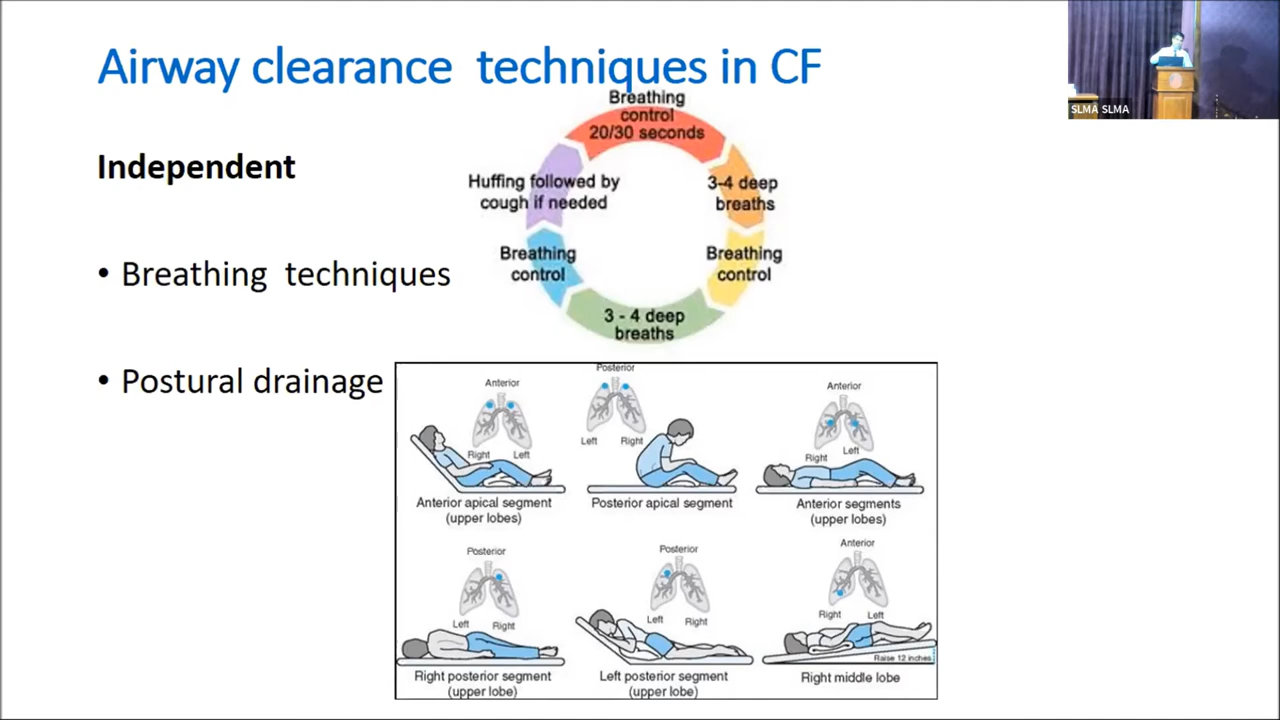 Airway clearance techniques in CF
SLMA SLMA
Independent
Breathing
control
20/30 seconds
3-4 deep
breaths
Breathing
control
3 - 4 deep
breaths
Breathing
control
Huffing followed by
cough if needed
• Breathing techniques
• Postural drainage
Anterior
Right Left
Anterior apical segment
(upper lobes)
Posterior
Left Right
Posterior apical segment
Anterior
Right Left
Anterior segments
(upper lobes)
Posterior
Left Right
Right posterior segment
(upper lobe)
Posterior
Left Right
Left posterior segment
(upper lobe)
Anterior
Right Left
Raise 12 inches
Right middle lobe